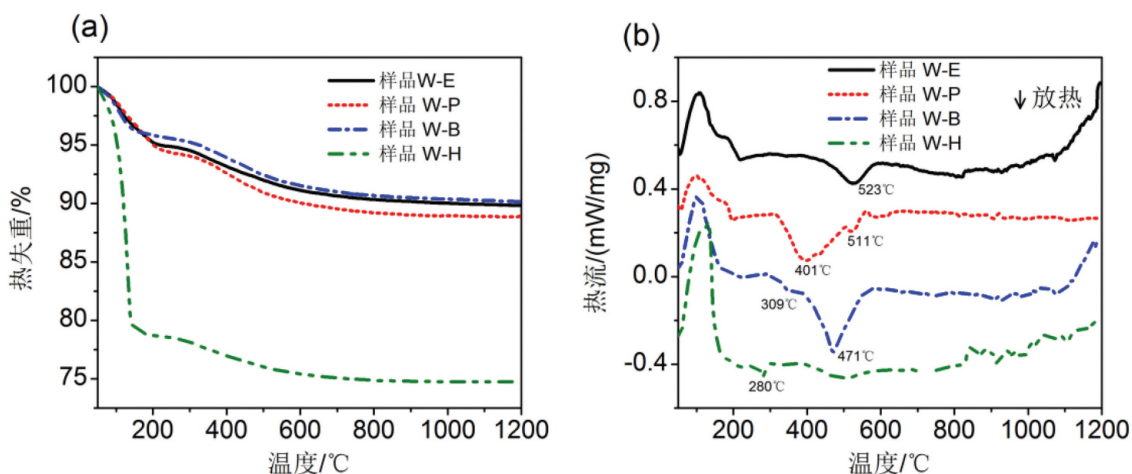 (a)
100
95
90
85
80
75
热失重/%
样品W-E
样品 W-P
样品 W-B
样品 W-H
200 400 600 800 1000 1200
温度/℃
(b)
0.8
0.4
0.0
-0.4
热流/(mW/mg)
样品 W-E
样品 W-P
样品 W-B
样品 W-H
↓放热
523℃
511℃
401℃
309℃
471℃
280℃
200 400 600 800 1000 1200
温度/℃